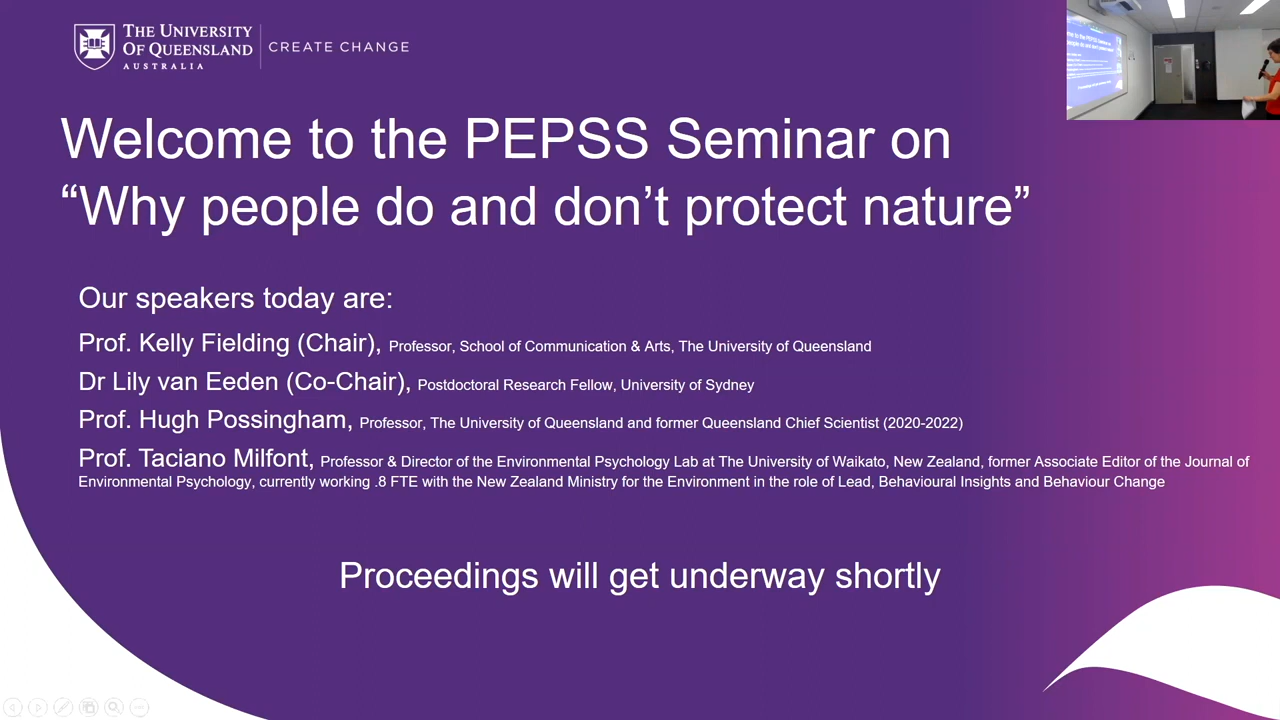 THE UNIVERSITY
OF QUEENSLAND
AUSTRALIA
CREATE CHANGE
Welcome to the PEPSS Seminar on
“Why people do and don’t protect nature”
Our speakers today are:
Prof. Kelly Fielding (Chair), Professor, School of Communication & Arts, The University of Queensland
Dr Lily van Eeden (Co-Chair), Postdoctoral Research Fellow, University of Sydney
Prof. Hugh Possingham, Professor, The University of Queensland and former Queensland Chief Scientist (2020-2022)
Prof. Taciano Milfont, Professor & Director of the Environmental Psychology Lab at The University of Waikato, New Zealand, former Associate Editor of the Journal of
Environmental Psychology, currently working .8 FTE with the New Zealand Ministry for the Environment in the role of Lead, Behavioural Insights and Behaviour Change
Proceedings will get underway shortly